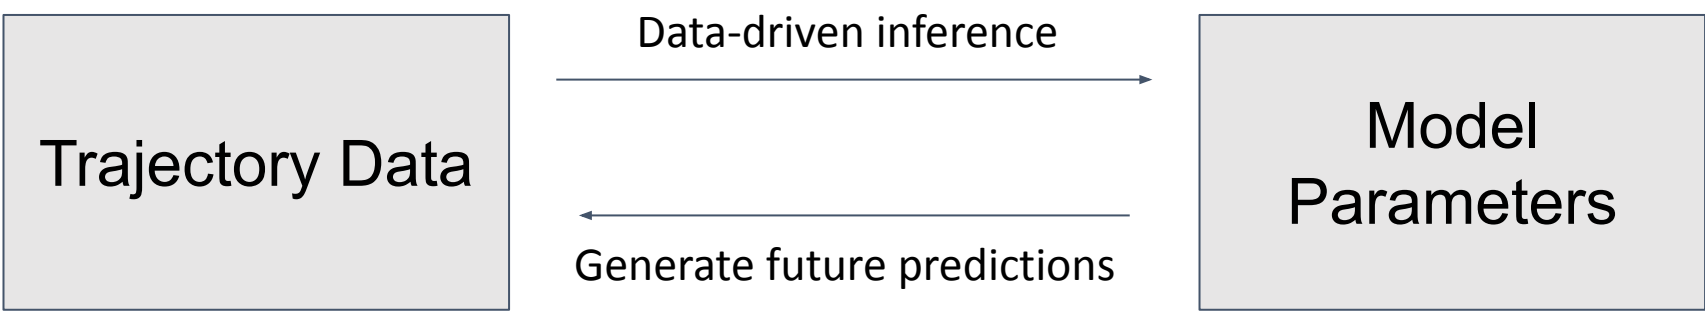 Trajectory Data
Data-driven inference
Generate future predictions
Model
Parameters